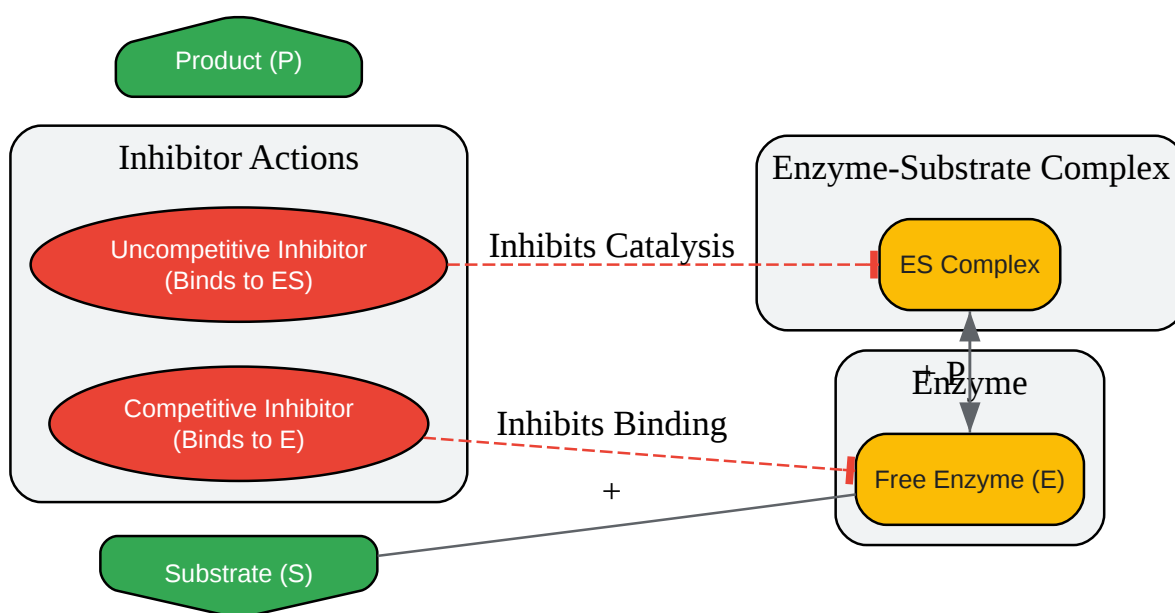 Product (P)
Inhibitor Actions
Enzyme-Substrate Complex
Uncompetitive Inhibitor
(Binds to ES)
Inhibits Catalysis
ES Complex
+ P
Enzyme
Competitive Inhibitor
(Binds to E)
Inhibits Binding
Free Enzyme (E)
+
Substrate (S)